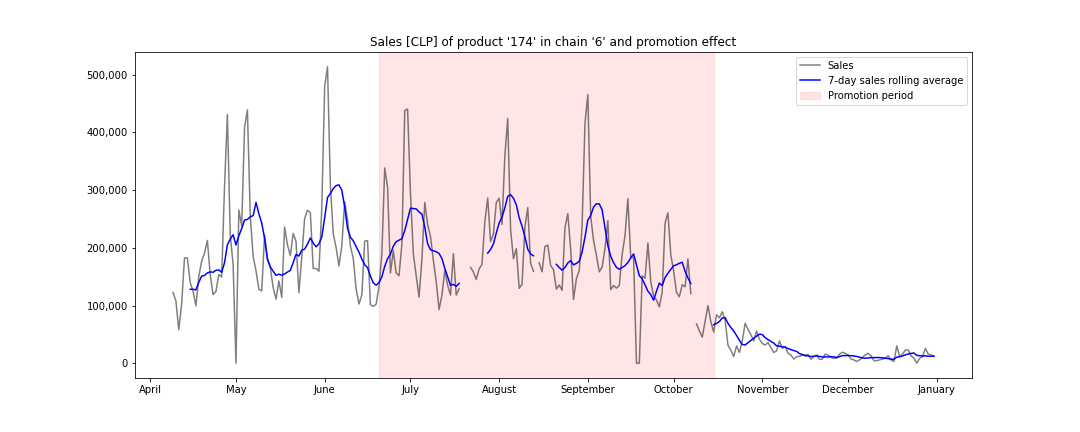 Sales [CLP] of product '174' in chain '6' and promotion effect
Sales
7-day sales rolling average
Promotion period
500,000
400,000
300,000
200,000
100,000
0
April May June July August September October November December January